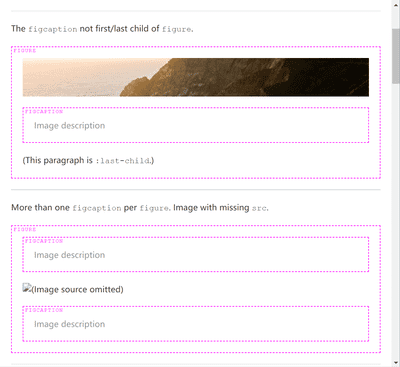 The figcaption not first/last child of figure.
FIGURE
FIGCAPTION
Image description
(This paragraph is :last-child.)
More than one figcaption per figure. Image with missing src.
FIGURE
FIGCAPTION
Image description
(Image source omitted)
FIGCAPTION
Image description